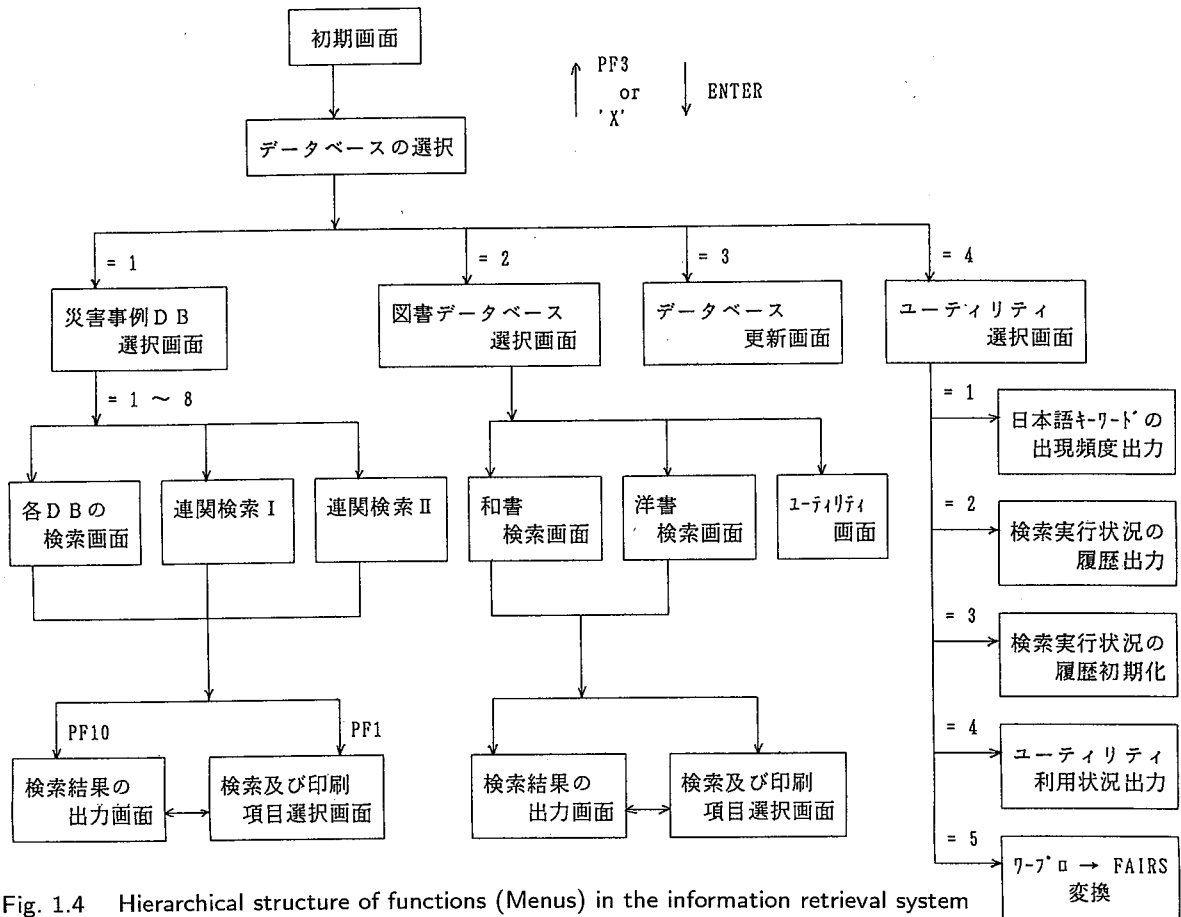 初期画面
PF3
or
'X'
ENTER
データベースの選択
= 1
= 2
= 3
= 4
災害事例DB
選択画面
図書データベース
選択画面
データベース
更新画面
ユーティリティ
選択画面
= 1 ～ 8
各DBの
検索画面
連関検索Ⅰ
連関検索Ⅱ
和書
検索画面
洋書
検索画面
ﾕｰﾃｨﾘﾃｨ
画面
= 1
日本語ｷｰﾜｰﾄﾞの
出現頻度出力
= 2
検索実行状況の
履歴出力
= 3
検索実行状況の
履歴初期化
= 4
ユーティリティ
利用状況出力
= 5
ﾜｰﾌﾟﾛ → FAIRS
変換
PF10
PF1
検索結果の
出力画面
検索及び印刷
項目選択画面
検索結果の
出力画面
検索及び印刷
項目選択画面
Fig. 1.4 Hierarchical structure of functions (Menus) in the information retrieval system